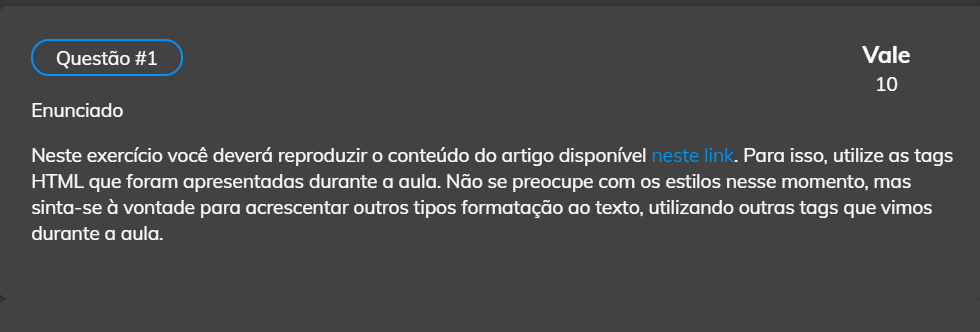 Questão #1
Vale
10
Enunciado
Neste exercício você deverá reproduzir o conteúdo do artigo disponível neste link. Para isso, utilize as tags
HTML que foram apresentadas durante a aula. Não se preocupe com os estilos nesse momento, mas
sinta-se à vontade para acrescentar outros tipos formatação ao texto, utilizando outras tags que vimos
durante a aula.